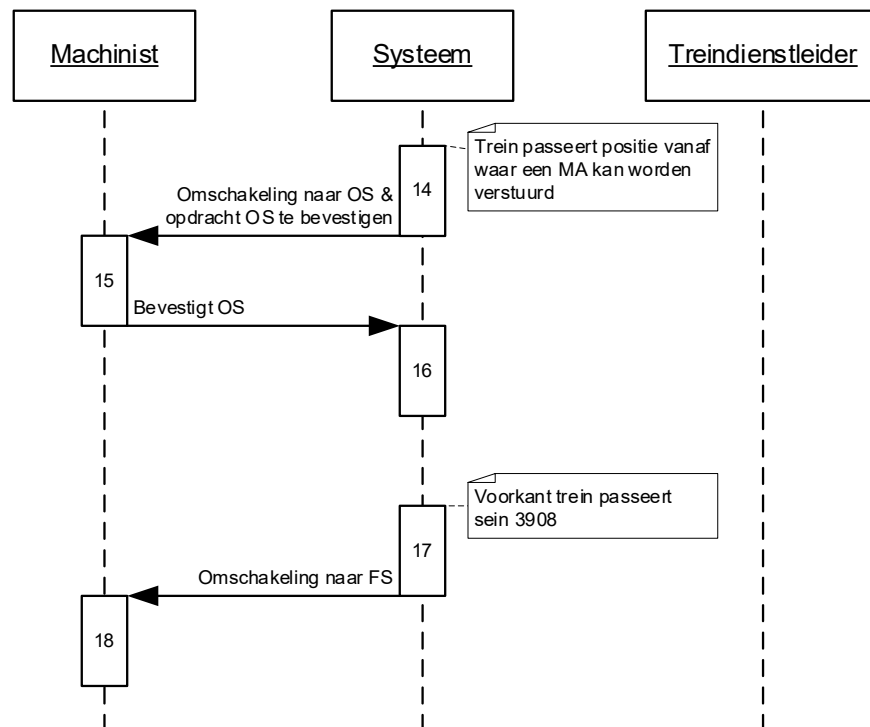 Machinist
Systeem
Treindienstleider
Trein passeert positie vanaf
waar een MA kan worden
verstuurd
14
Omschakeling naar OS &
opdracht OS te bevestigen
15
Bevestigt OS
16
Voorkant trein passeert
sein 3908
17
Omschakeling naar FS
18